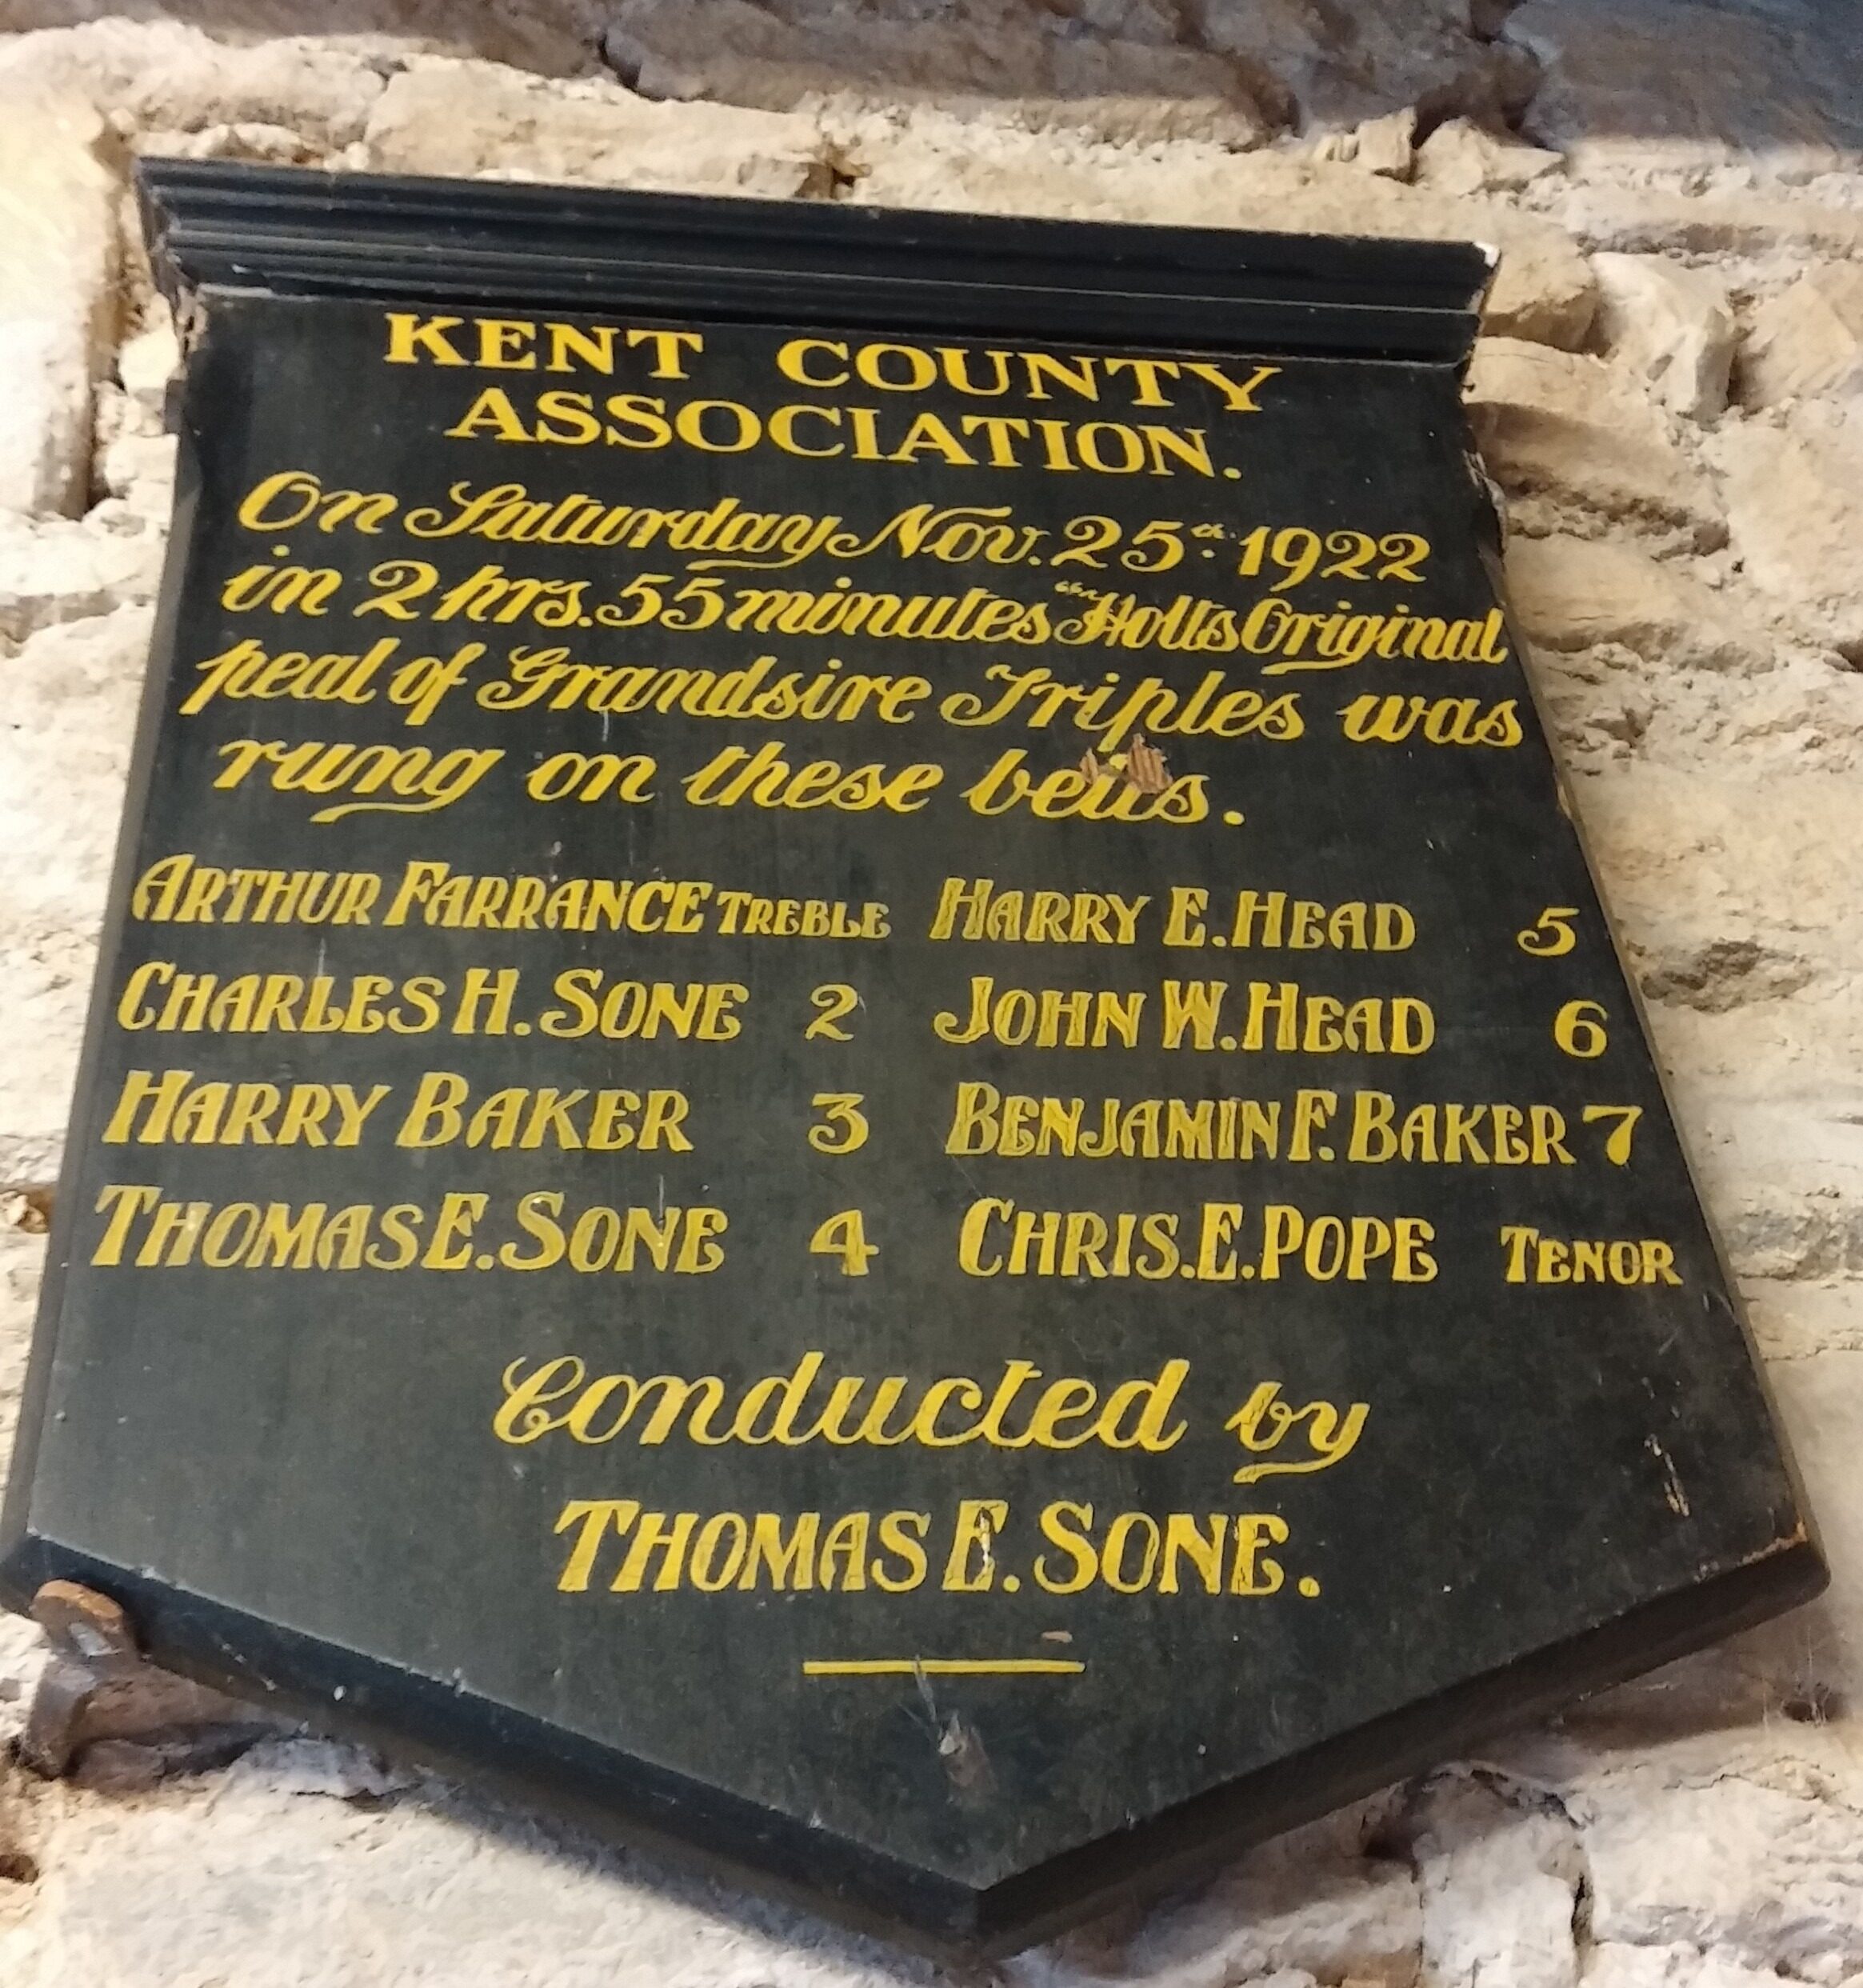 KENT COUNTY
ASSOCIATION.
On Saturday Nov. 25th. 1922
in 2 hrs. 55 minutes "Holts Original
peal of Grandsire Triples was
rung on these bells.
ARTHUR FARRANCE TREBLE HARRY E. HEAD 5
CHARLES H. SONE 2 JOHN W. HEAD 6
HARRY BAKER 3 BENJAMIN F. BAKER 7
THOMAS E. SONE 4 CHRIS. E. POPE TENOR
Conducted by
THOMAS E. SONE.